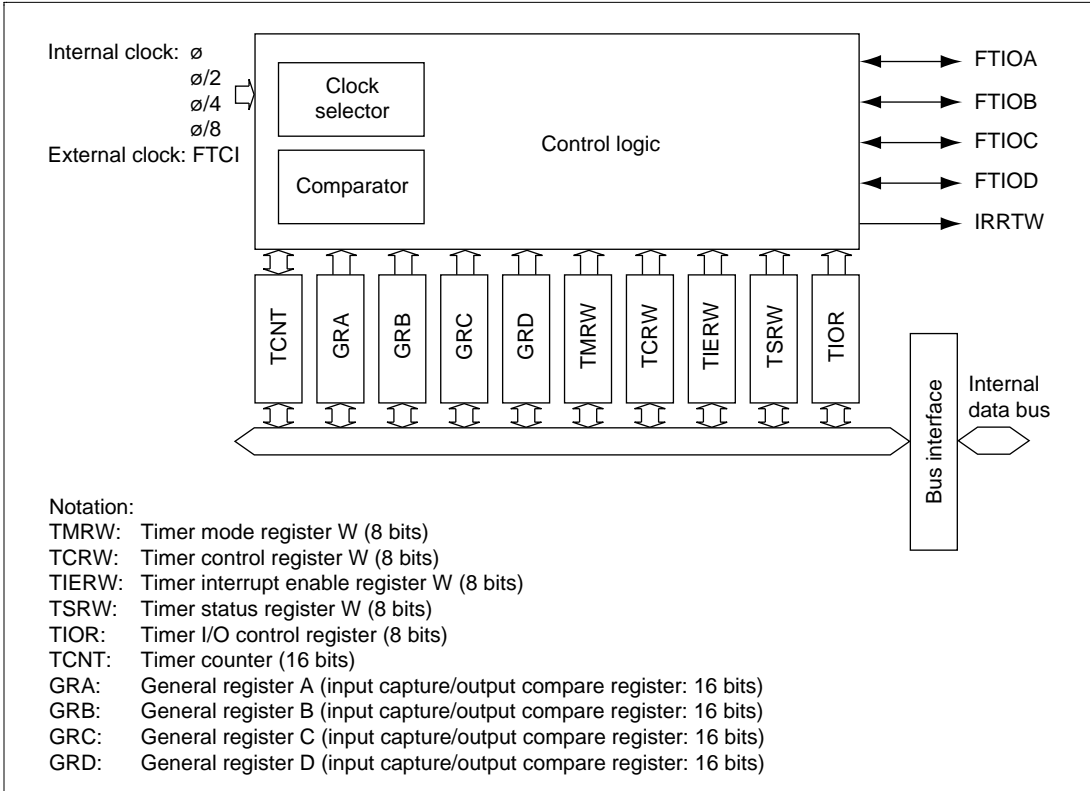 Internal clock: ø
ø/2
ø/4
ø/8
External clock: FTCI
Clock
selector
Comparator
Control logic
FTIOA
FTIOB
FTIOC
FTIOD
IRRTW
TCNT
GRA
GRB
GRC
GRD
TMRW
TCRW
TIERW
TSRW
TIOR
Bus interface
Internal
data bus
Notation:
TMRW: Timer mode register W (8 bits)
TCRW: Timer control register W (8 bits)
TIERW: Timer interrupt enable register W (8 bits)
TSRW: Timer status register W (8 bits)
TIOR: Timer I/O control register (8 bits)
TCNT: Timer counter (16 bits)
GRA: General register A (input capture/output compare register: 16 bits)
GRB: General register B (input capture/output compare register: 16 bits)
GRC: General register C (input capture/output compare register: 16 bits)
GRD: General register D (input capture/output compare register: 16 bits)